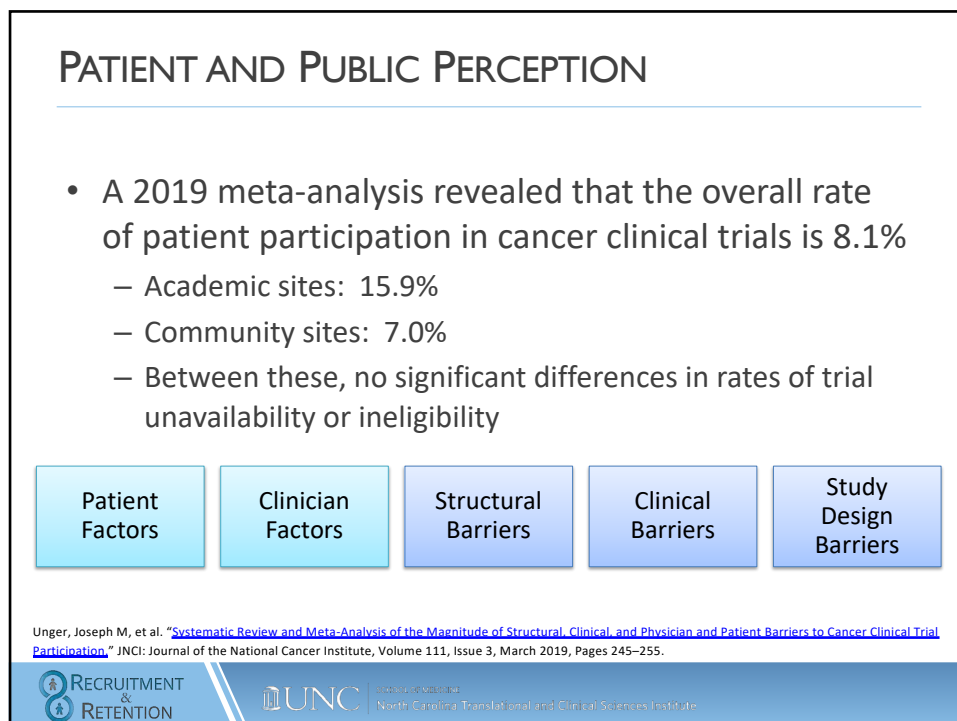 PATIENT AND PUBLIC PERCEPTION
• A 2019 meta-analysis revealed that the overall rate
of patient participation in cancer clinical trials is 8.1%
– Academic sites: 15.9%
– Community sites: 7.0%
– Between these, no significant differences in rates of trial
unavailability or ineligibility
Patient
Factors
Clinician
Factors
Structural
Barriers
Clinical
Barriers
Study
Design
Barriers
Unger, Joseph M, et al. “Systematic Review and Meta-Analysis of the Magnitude of Structural, Clinical, and Physician and Patient Barriers to Cancer Clinical Trial
Participation.” JNCI: Journal of the National Cancer Institute, Volume 111, Issue 3, March 2019, Pages 245–255.
RECRUITMENT
&
RETENTION
UNC
SCHOOL OF MEDICINE
North Carolina Translational and Clinical Sciences Institute